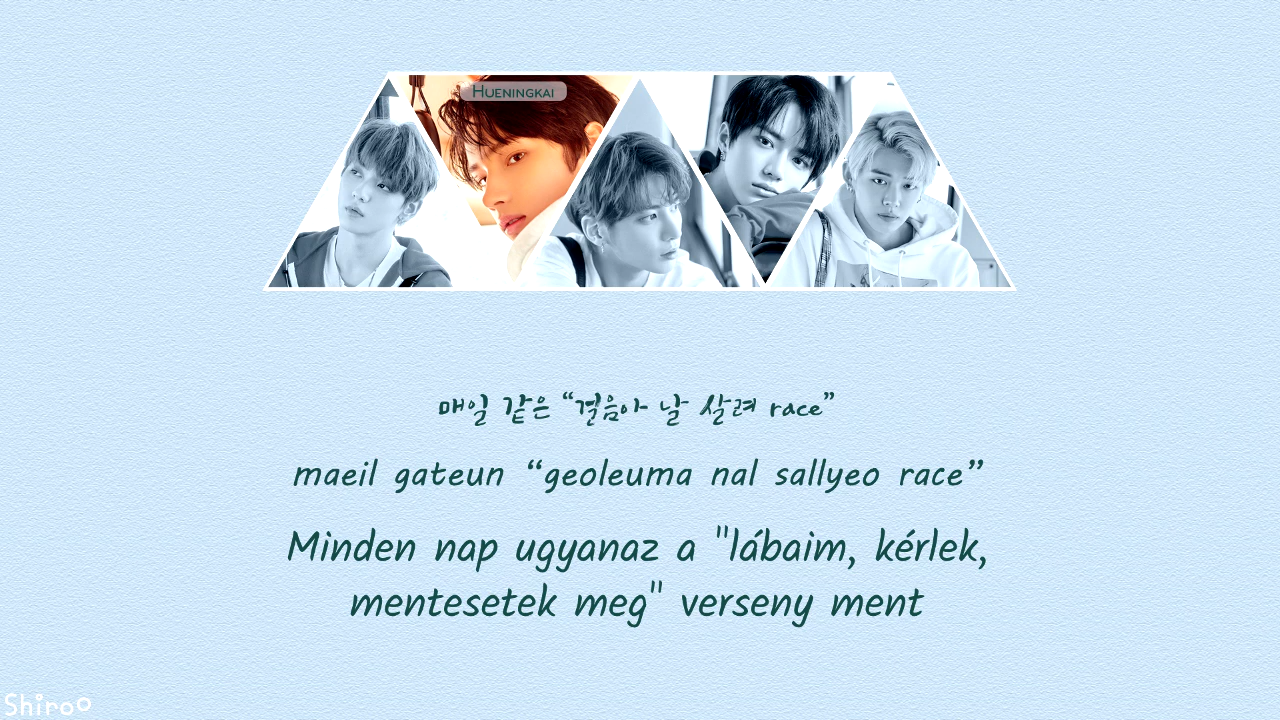 HUENINGKAI
매일 같은 “걸음아 날 살려 race”
maeil gateun “geoleuma nal sallyeo race”
Minden nap ugyanaz a "lábaim, kérlek,
mentesetek meg" verseny ment
Shiroo